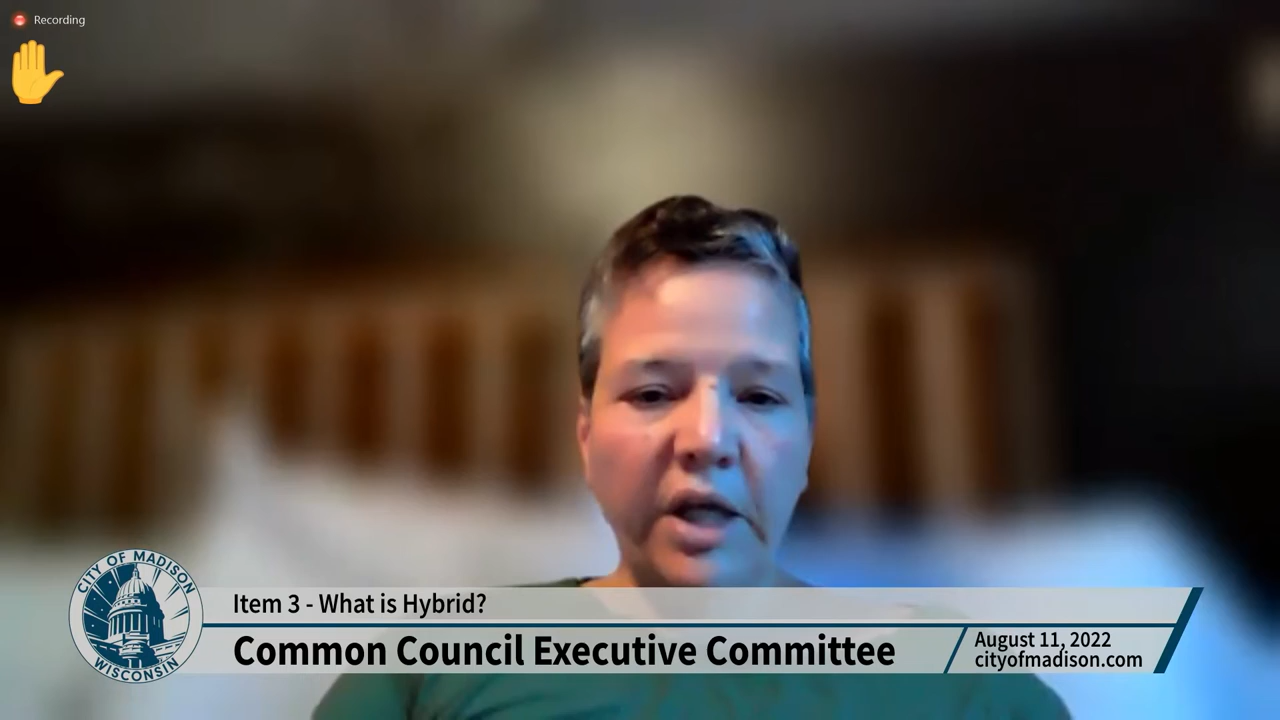 Recording
CITY OF MADISON
WISCONSIN
Item 3 - What is Hybrid?
Common Council Executive Committee
August 11, 2022
cityofmadison.com